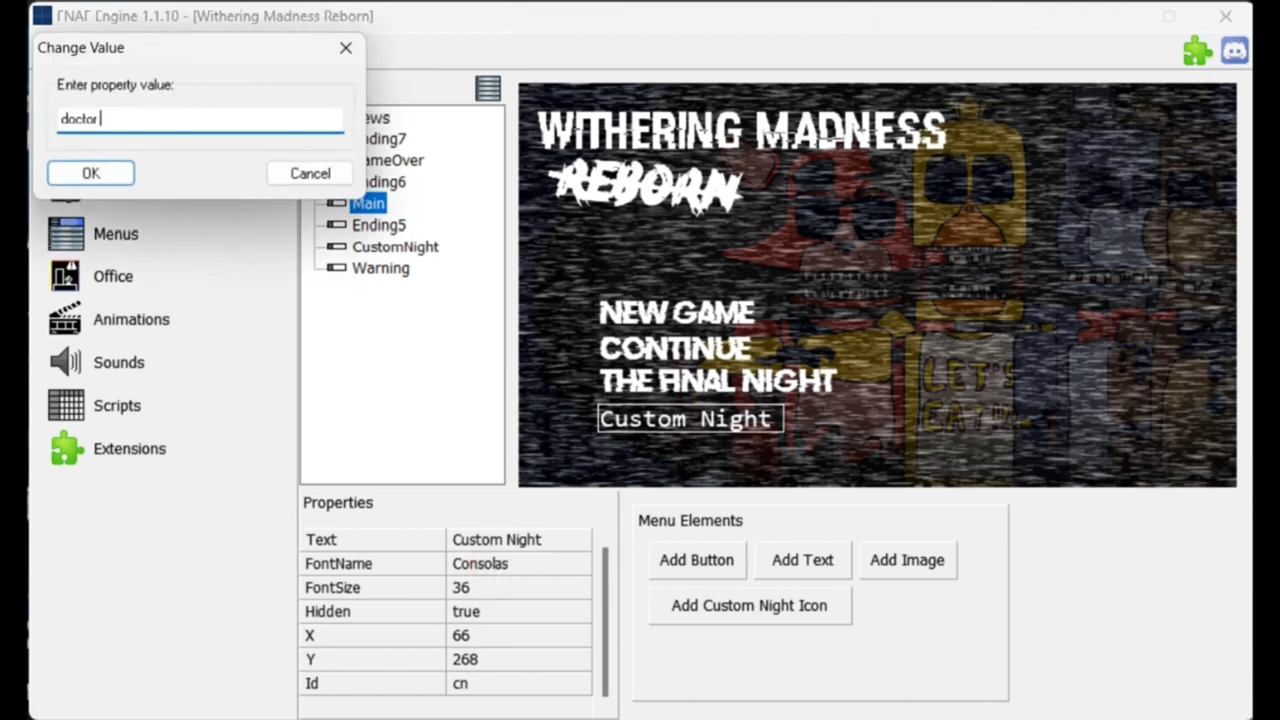 FNAF Engine 1.1.10 - [Withering Madness Reborn]
Change Value
Enter property value:
doctor
OK
Cancel
ews
nding7
ameOver
nding6
Main
Ending5
CustomNight
Warning
Menus
Office
Animations
Sounds
Scripts
Extensions
WITHERING MADNESS
REBORN
NEW GAME
CONTINUE
THE FINAL NIGHT
Custom Night
LET'S
EAT!!
Properties
Text Custom Night
FontName Consolas
FontSize 36
Hidden true
X 66
Y 268
Id cn
Menu Elements
Add Button Add Text Add Image
Add Custom Night Icon